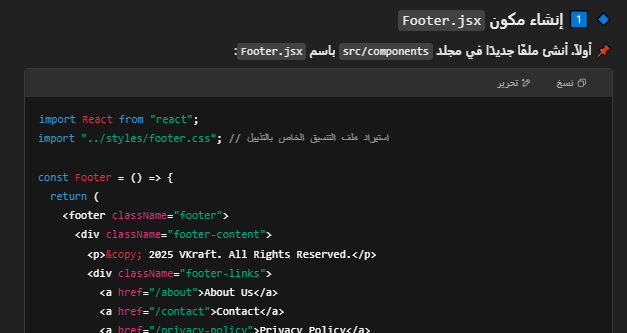 1 إنشاء مكون Footer.jsx
أولاً، أنشئ ملفًا جديدًا في مجلد src/components باسم Footer.jsx:
نسخ تحرير
import React from "react";
import "../styles/footer.css"; // استيراد ملف التنسيق الخاص بالتذييل
const Footer = () => {
return (
<footer className="footer">
<div className="footer-content">
<p>&copy; 2025 VKraft. All Rights Reserved.</p>
<div className="footer-links">
<a href="/about">About Us</a>
<a href="/contact">Contact</a>
<a href="/privacy-policy">Privacy Policy</a>